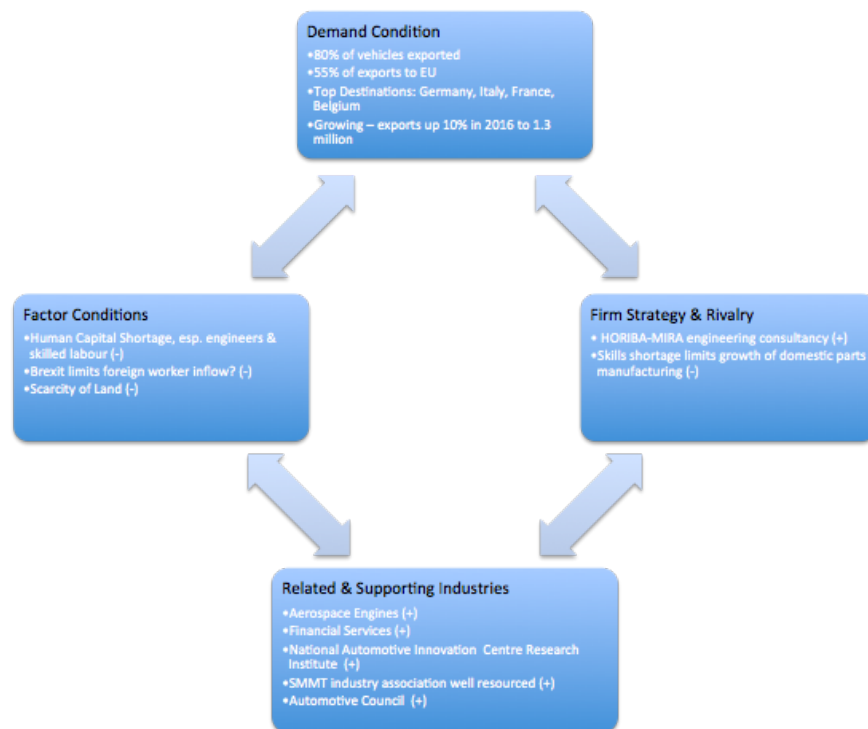 Demand Condition
•80% of vehicles exported
•55% of exports to EU
•Top Destinations: Germany, Italy, France,
Belgium
•Growing – exports up 10% in 2016 to 1.3
million
Factor Conditions
•Human Capital Shortage, esp. engineers &
skilled labour (-)
•Brexit limits foreign worker inflow? (-)
•Scarcity of Land (-)
Firm Strategy & Rivalry
• HORIBA-MIRA engineering consultancy (+)
•Skills shortage limits growth of domestic parts
manufacturing (-)
Related & Supporting Industries
•Aerospace Engines (+)
•Financial Services (+)
•National Automotive Innovation Centre Research
Institute (+)
•SMMT industry association well resourced (+)
•Automotive Council (+)